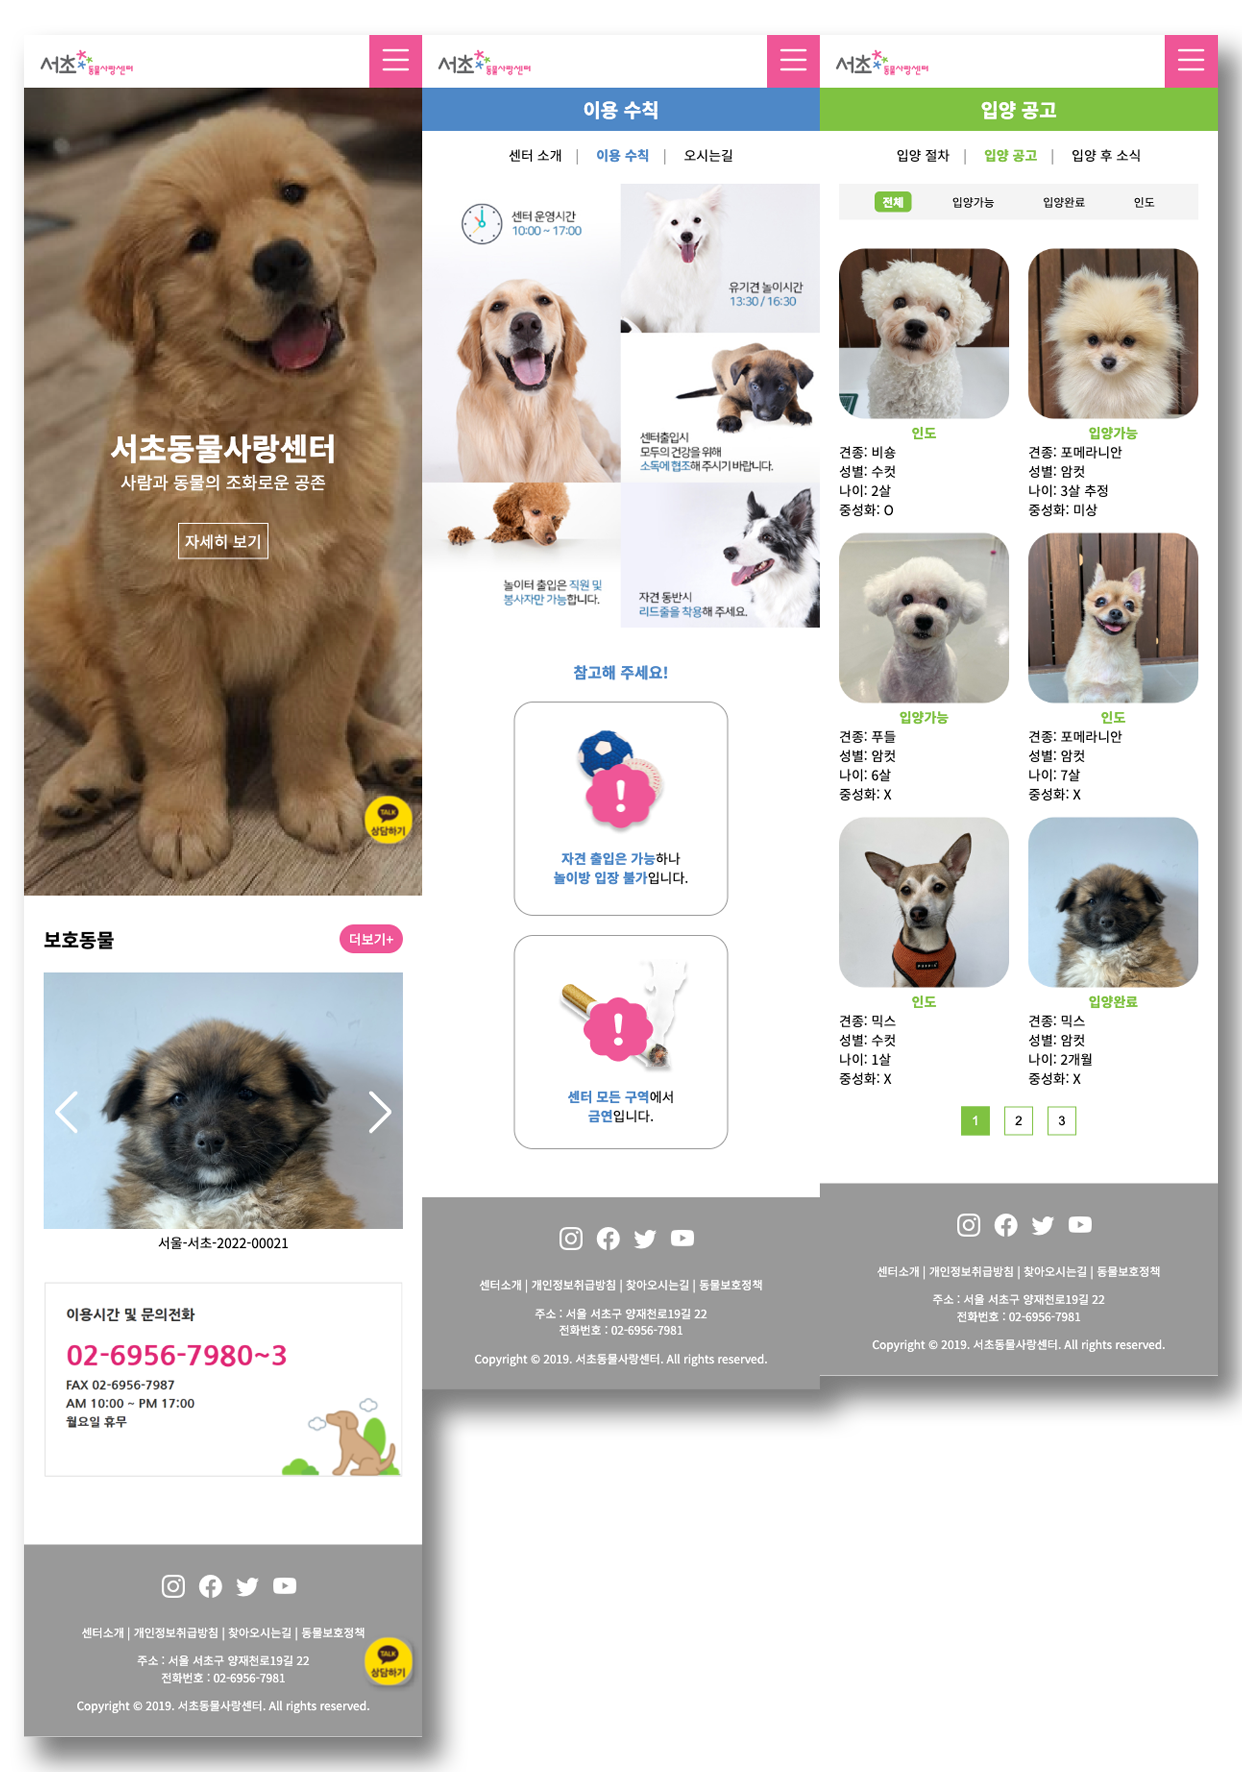 서초
동물사랑센터
서초동물사랑센터
사람과 동물의 조화로운 공존
자세히 보기
TALK
상담하기
보호동물
더보기+
서울-서초-2022-00021
이용시간 및 문의전화
02-6956-7980~3
FAX 02-6956-7987
AM 10:00 ~ PM 17:00
월요일 휴무
센터소개 | 개인정보취급방침 | 찾아오시는길 | 동물보호정책
주소 : 서울 서초구 양재천로19길 22
전화번호 : 02-6956-7981
Copyright © 2019. 서초동물사랑센터. All rights reserved.
TALK
상담하기
서초
동물사랑센터
이용 수칙
센터 소개 | 이용 수칙 | 오시는길
센터 운영시간
10:00 ~ 17:00
유기견 놀이시간
13:30 / 16:30
센터출입시
모두의 건강을 위해
소독에 협조해 주시기 바랍니다.
놀이터 출입은 직원 및
봉사자만 가능합니다.
자견 동반시
리드줄을 착용해 주세요.
참고해 주세요!
자견 출입은 가능하나
놀이방 입장 불가입니다.
센터 모든 구역에서
금연입니다.
센터소개 | 개인정보취급방침 | 찾아오시는길 | 동물보호정책
주소 : 서울 서초구 양재천로19길 22
전화번호 : 02-6956-7981
Copyright © 2019. 서초동물사랑센터. All rights reserved.
서초
동물사랑센터
입양 공고
입양 절차 | 입양 공고 | 입양 후 소식
전체 입양가능 입양완료 인도
인도
견종: 비숑
성별: 수컷
나이: 2살
중성화: O
입양가능
견종: 포메라니안
성별: 암컷
나이: 3살 추정
중성화: 미상
입양가능
견종: 푸들
성별: 암컷
나이: 6살
중성화: X
인도
견종: 포메라니안
성별: 암컷
나이: 7살
중성화: X
인도
견종: 믹스
성별: 수컷
나이: 1살
중성화: X
입양완료
견종: 믹스
성별: 암컷
나이: 2개월
중성화: X
1 2 3
센터소개 | 개인정보취급방침 | 찾아오시는길 | 동물보호정책
주소 : 서울 서초구 양재천로19길 22
전화번호 : 02-6956-7981
Copyright © 2019. 서초동물사랑센터. All rights reserved.